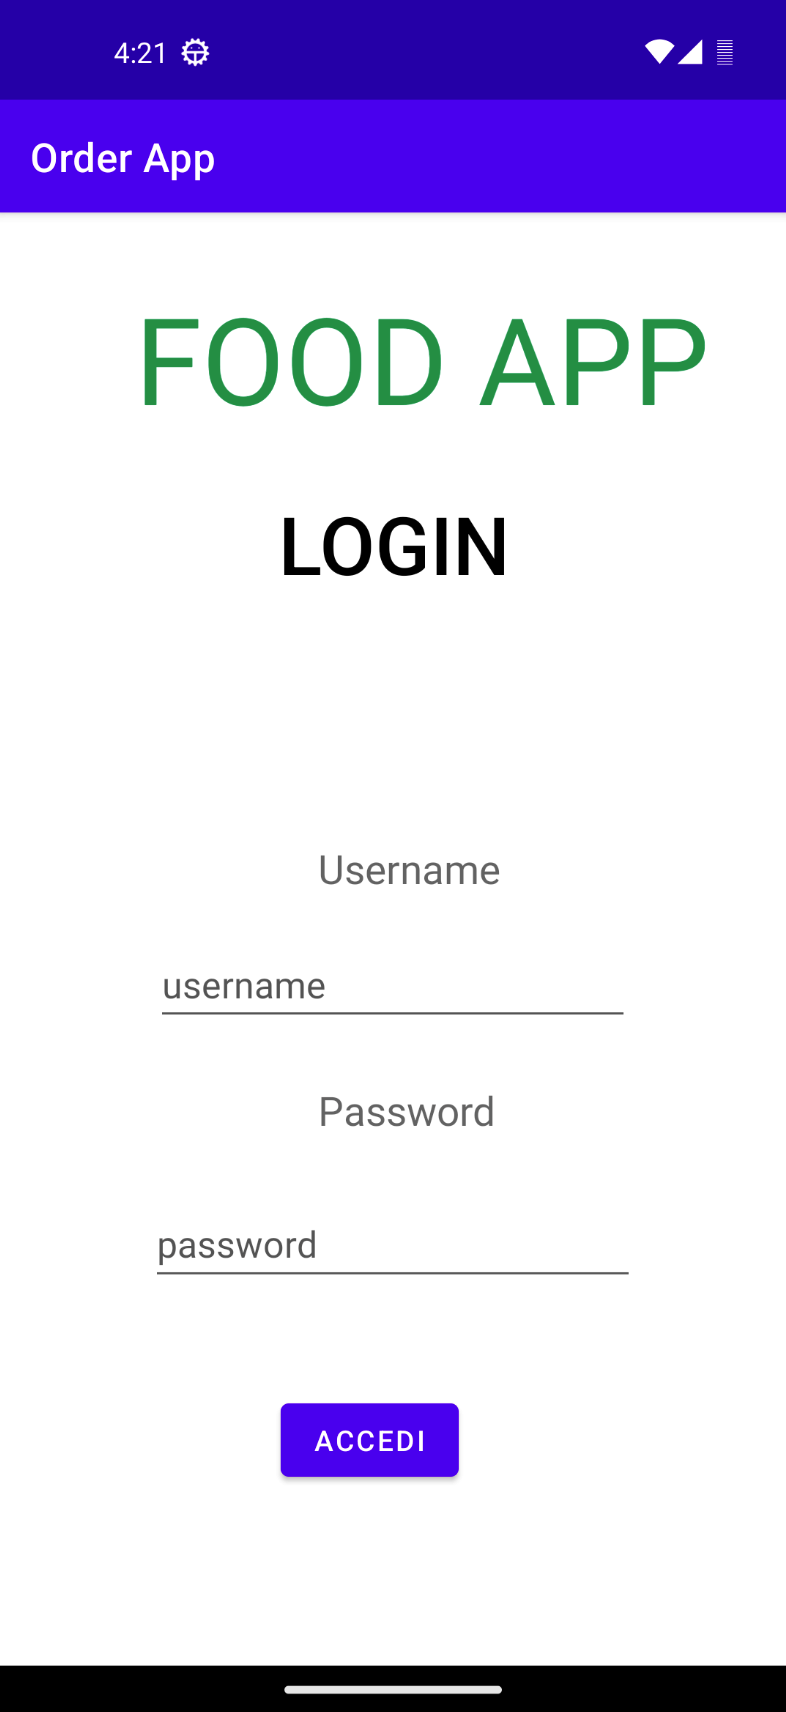 4:21
Order App
FOOD APP
LOGIN
Username
username
Password
password
ACCEDI